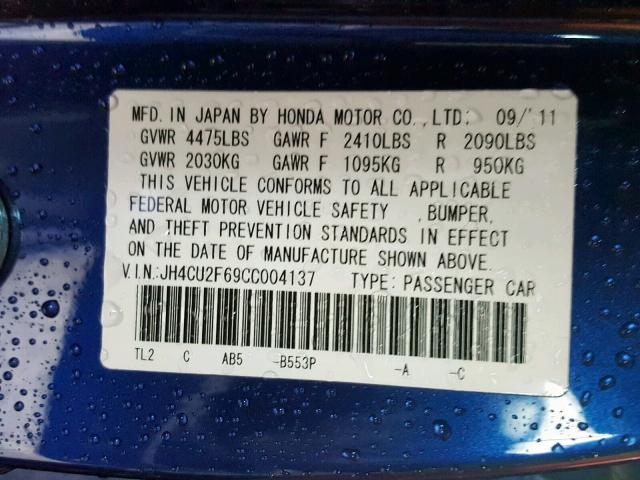 MFD. IN JAPAN BY HONDA MOTOR CO., LTD: 09/'11
GVWR 4475LBS GAWR F 2410LBS R 2090LBS
GVWR 2030KG GAWR F 1095KG R 950KG
THIS VEHICLE CONFORMS TO ALL APPLICABLE
FEDERAL MOTOR VEHICLE SAFETY , BUMPER,
AND THEFT PREVENTION STANDARDS IN EFFECT
ON THE DATE OF MANUFACTURE SHOWN ABOVE.
V.I.N:JH4CU2F69CC004137 TYPE: PASSENGER CAR
TL2 C AB5 -B553P -A -C